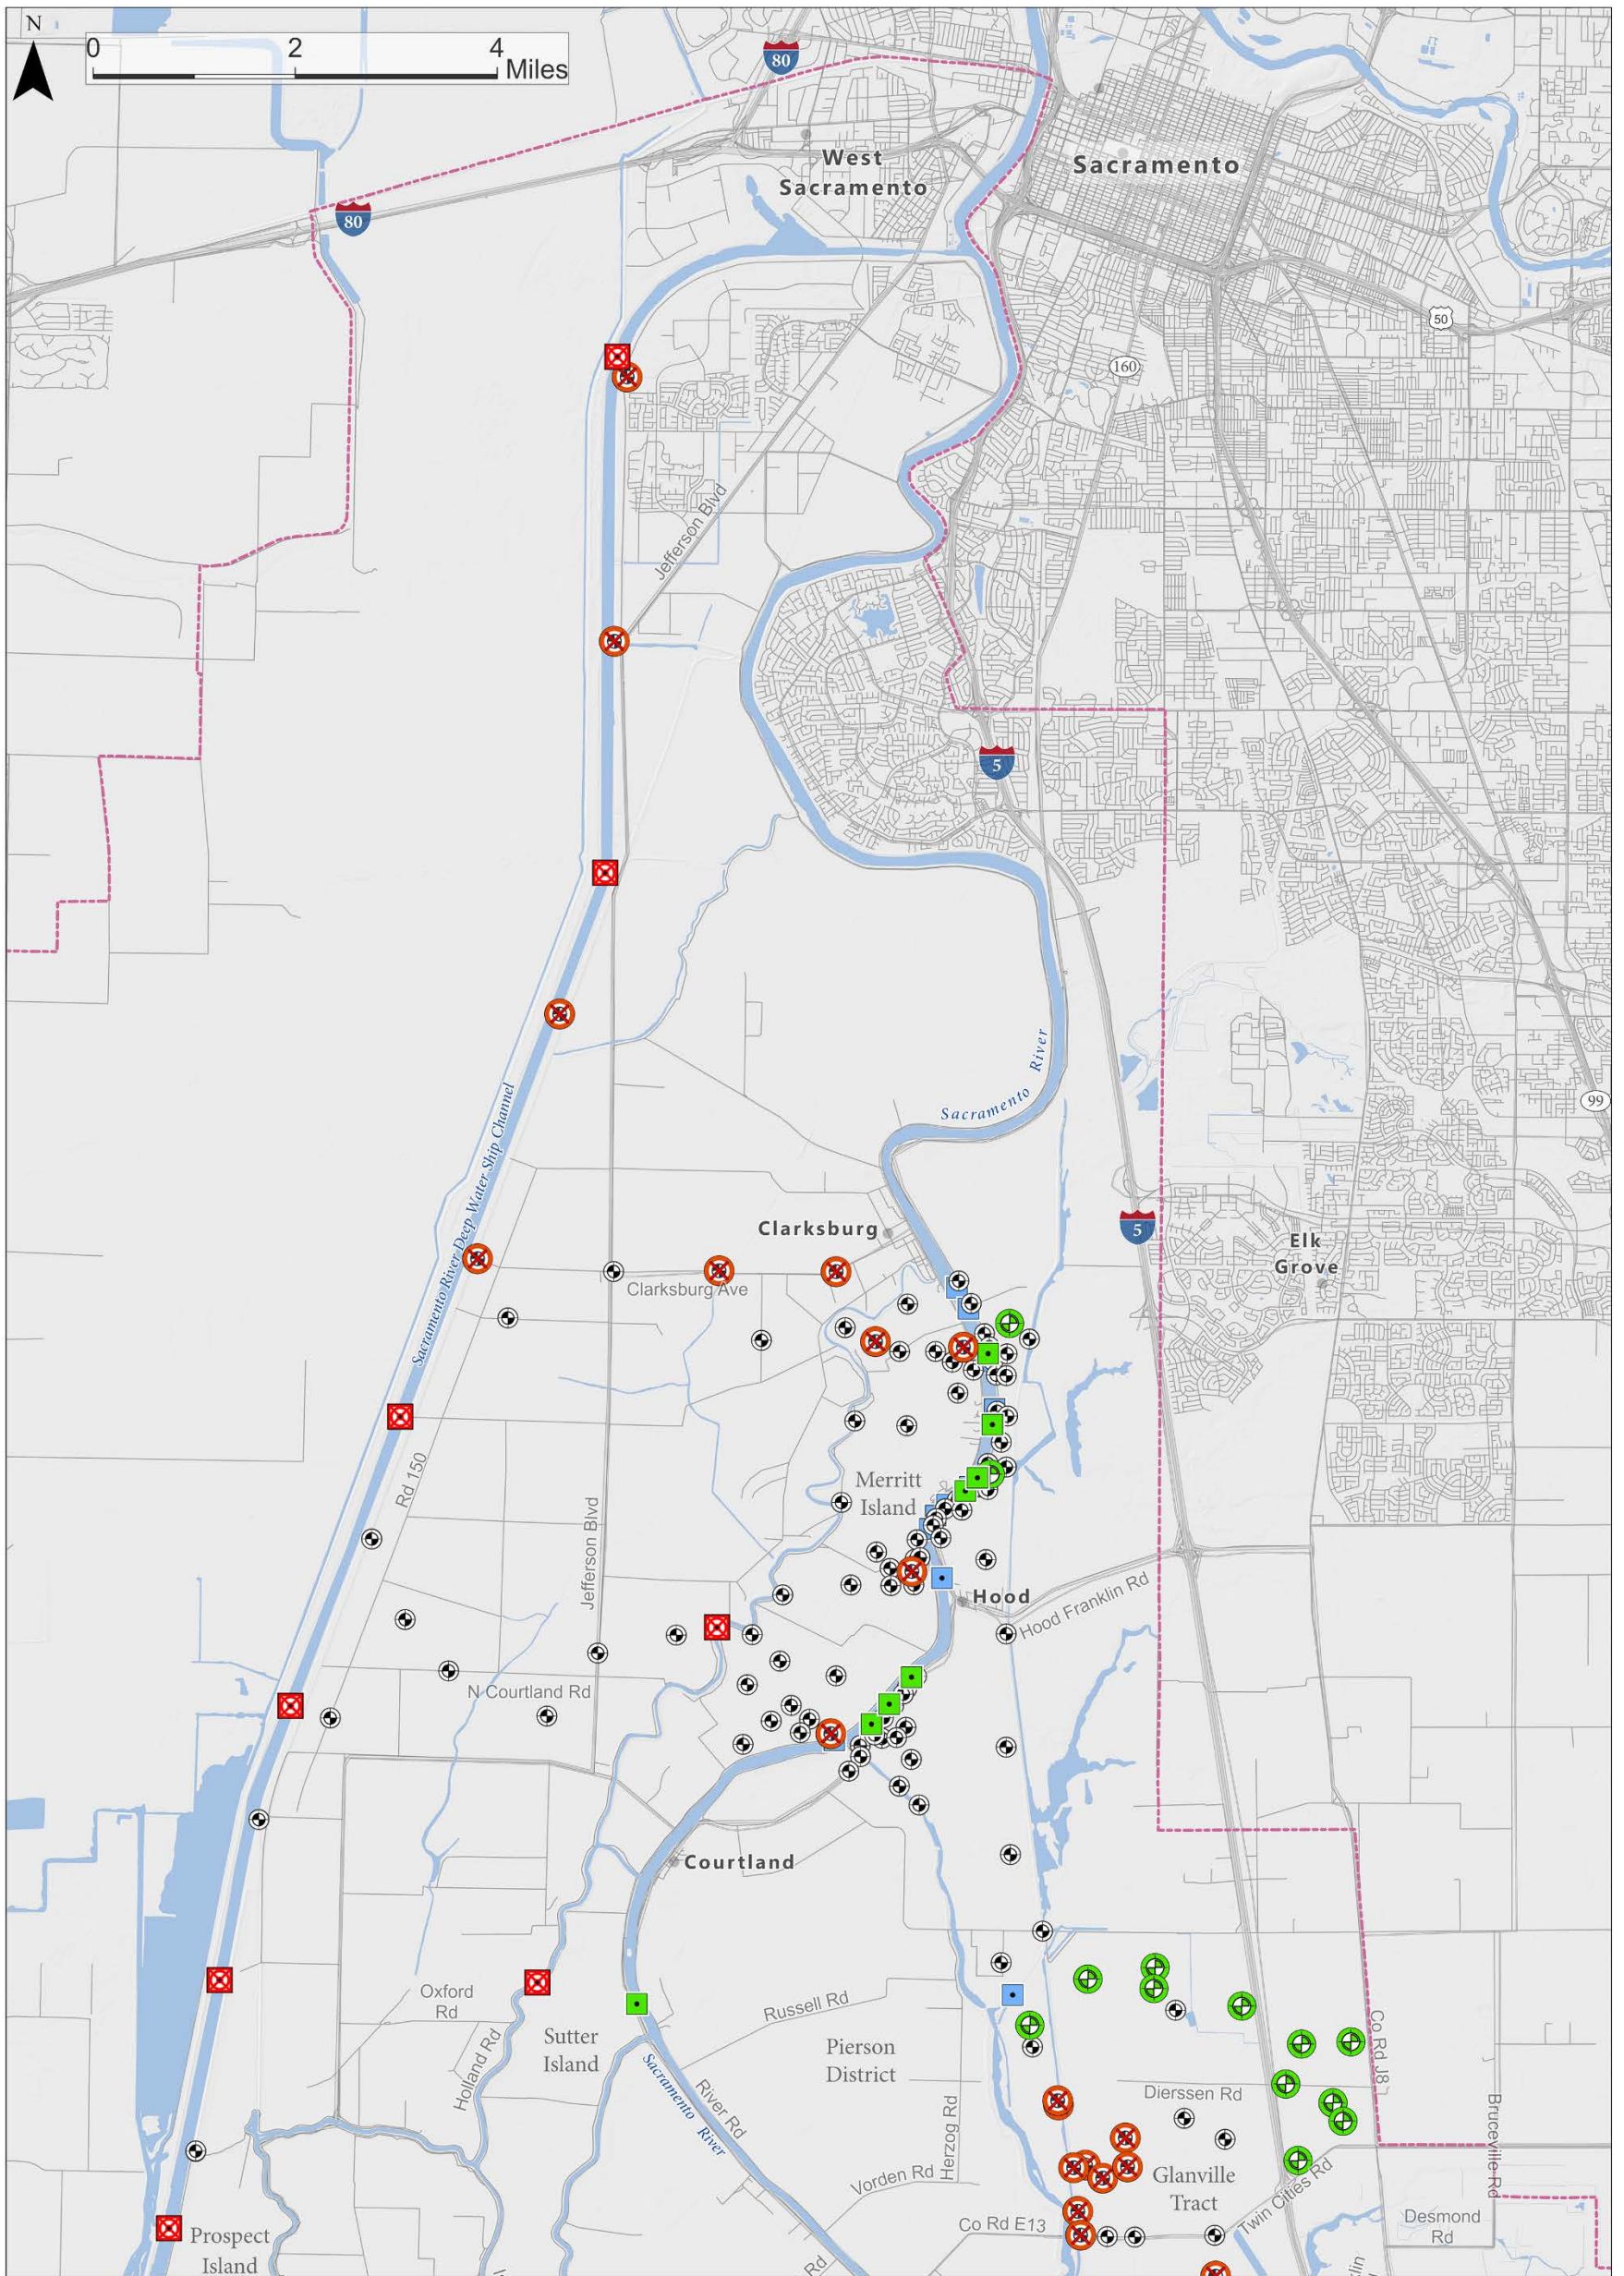 N
0 2 4
Miles
80
West
Sacramento
Sacramento
80
50
160
Jefferson Blvd
5
Sacramento River
99
Sacramento River Deep Water Ship Channel
Clarksburg
5
Elk
Grove
Clarksburg Ave
Rd 150
Merritt
Island
Jefferson Blvd
Hood
Hood Franklin Rd
N Courtland Rd
Courtland
Oxford
Rd
Russell Rd
Sutter
Island
Pierson
District
Holland Rd
Sacramento River
River Rd
Herzog Rd
Dierssen Rd
Co Rd J8
Bruceville Rd
Vorden Rd
Glanville
Tract
Twin Cities Rd
Co Rd E13
Desmond
Rd
Prospect
Island
Rd